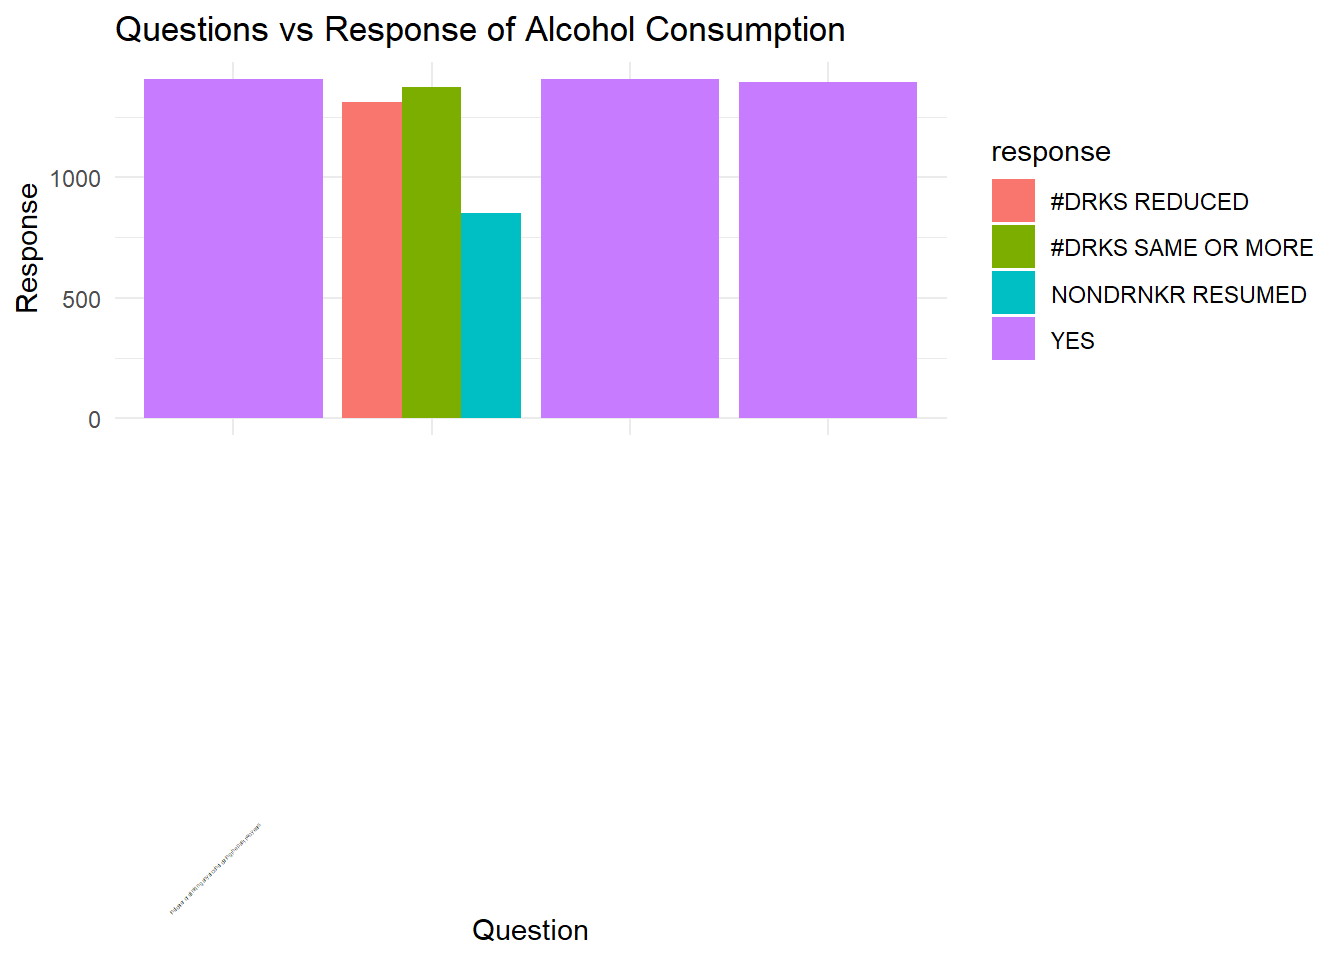 Questions vs Response of Alcohol Consumption
Response
1000
500
0
response
#DRKS REDUCED
#DRKS SAME OR MORE
NONDRNKR RESUMED
YES
Question